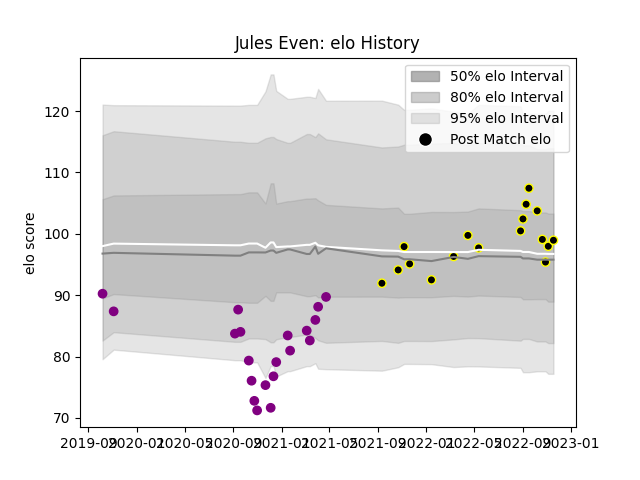 Jules Even: elo History
50% elo Interval
80% elo Interval
95% elo Interval
Post Match elo
elo score
120
110
100
90
80
70
2019-09 2020-01 2020-05 2020-09 2021-01 2021-05 2021-09 2022-01 2022-05 2022-09 2023-01